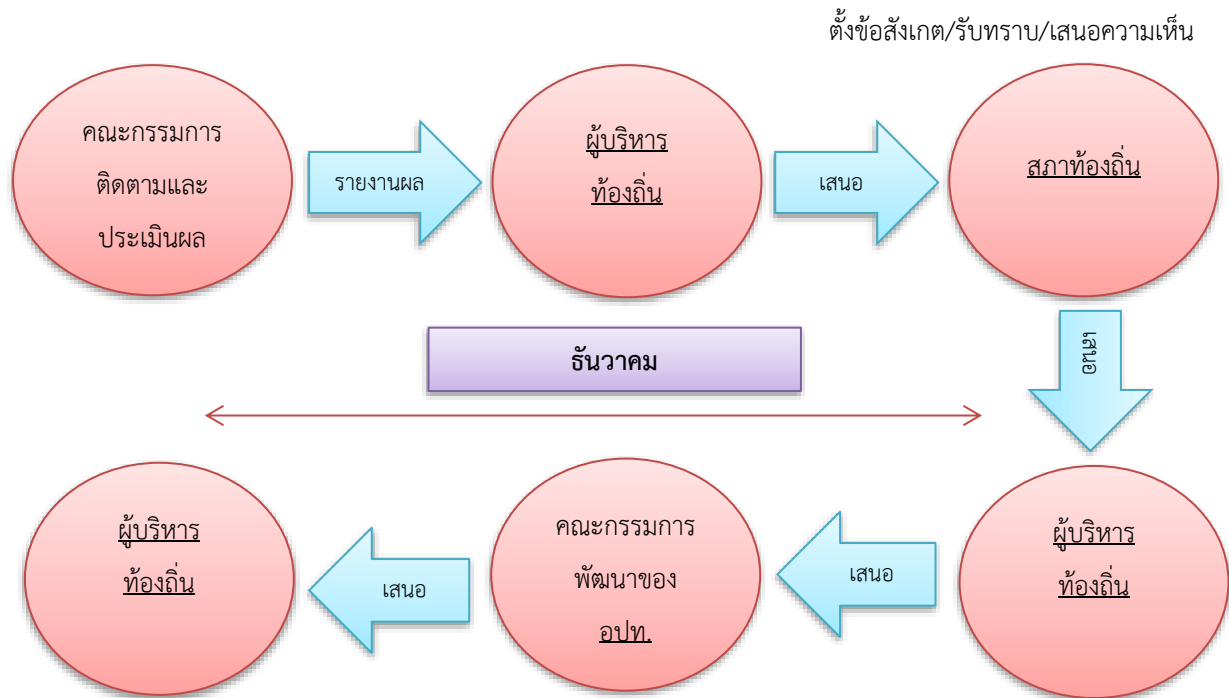 ตั้งข้อสังเกต/รับทราบ/เสนอความเห็น
คณะกรรมการ
ติดตามและ
ประเมินผล
รายงานผล
ผู้บริหาร
ท้องถิ่น
เสนอ
สภาท้องถิ่น
เสนอ
ธันวาคม
ผู้บริหาร
ท้องถิ่น
เสนอ
คณะกรรมการ
พัฒนาของ
อปท.
เสนอ
ผู้บริหาร
ท้องถิ่น